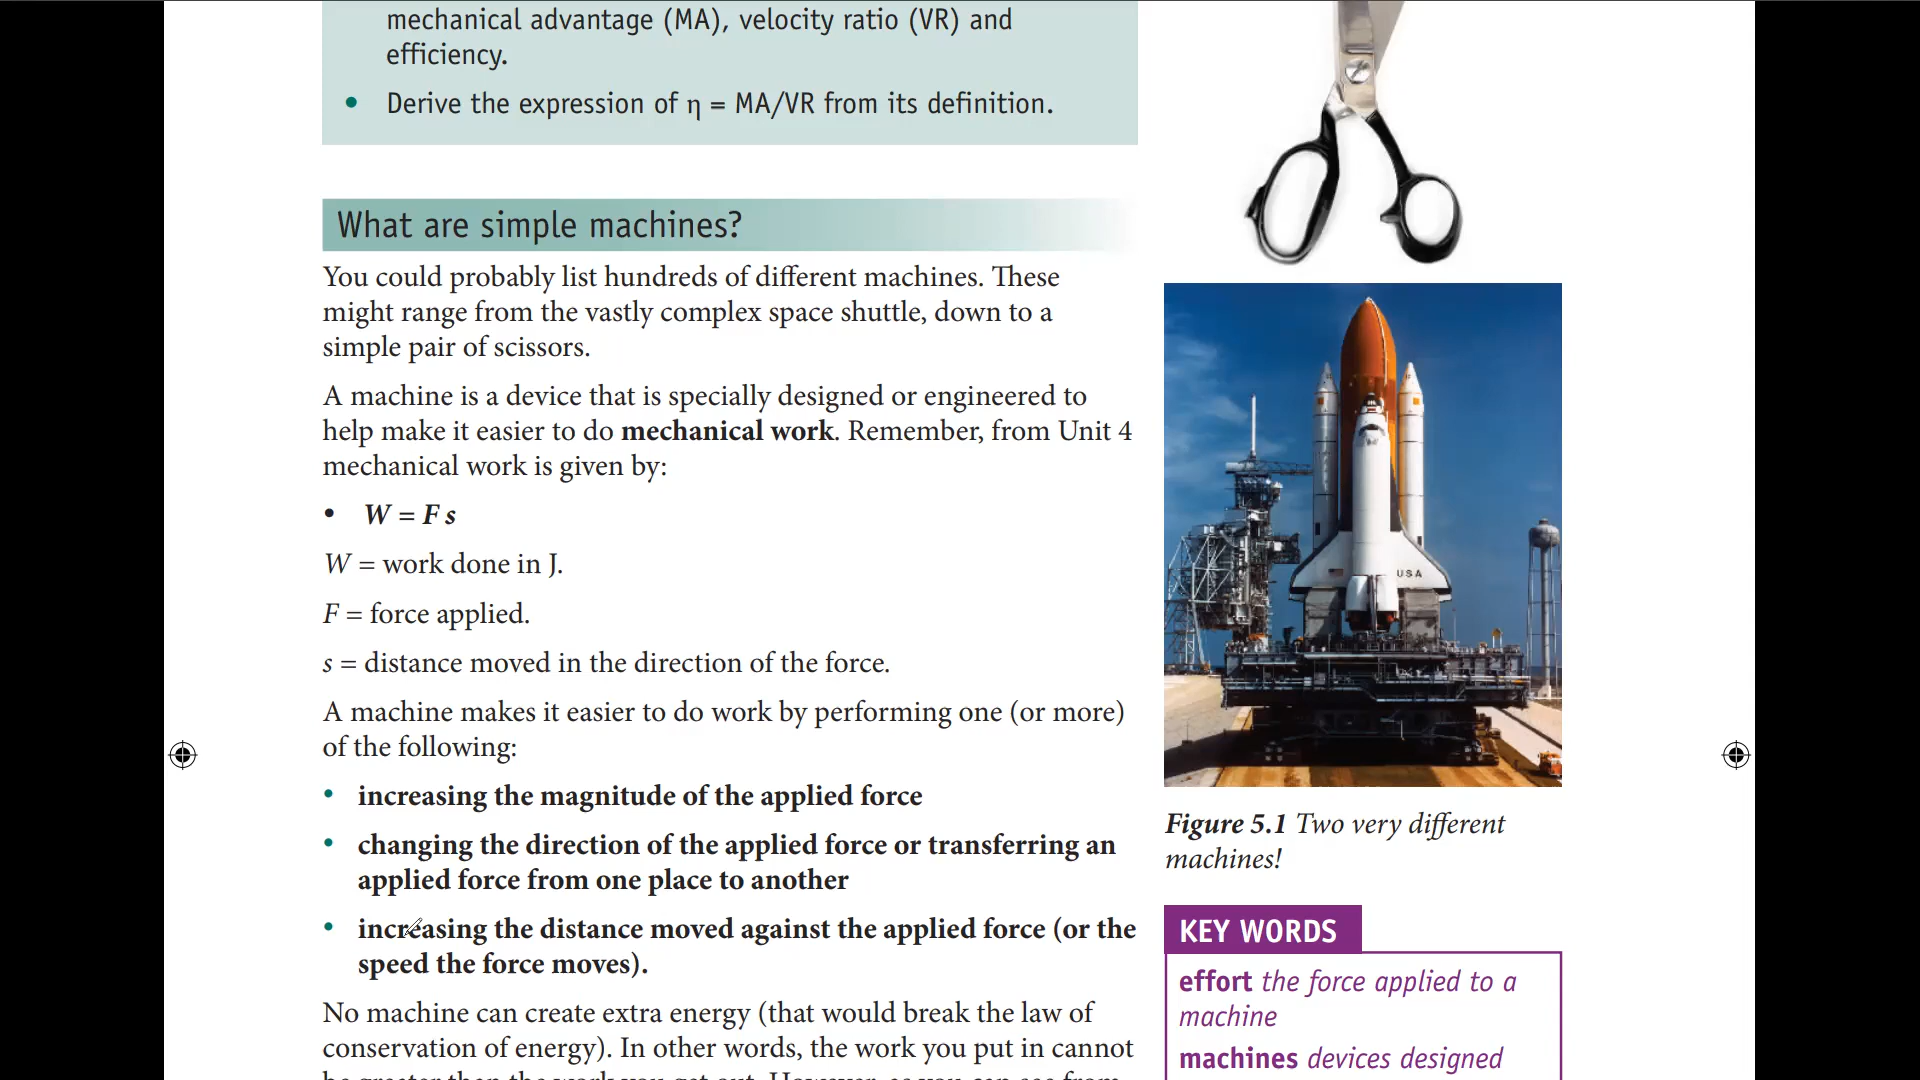 mechanical advantage (MA), velocity ratio (VR) and
efficiency.
• Derive the expression of η = MA/VR from its definition.
What are simple machines?
You could probably list hundreds of different machines. These
might range from the vastly complex space shuttle, down to a
simple pair of scissors.
A machine is a device that is specially designed or engineered to
help make it easier to do mechanical work. Remember, from Unit 4
mechanical work is given by:
• W = F s
W = work done in J.
F = force applied.
s = distance moved in the direction of the force.
A machine makes it easier to do work by performing one (or more)
of the following:
• increasing the magnitude of the applied force
• changing the direction of the applied force or transferring an
applied force from one place to another
• increasing the distance moved against the applied force (or the
speed the force moves).
No machine can create extra energy (that would break the law of
conservation of energy). In other words, the work you put in cannot
USA
Figure 5.1 Two very different
machines!
KEY WORDS
effort the force applied to a
machine
machines devices designed